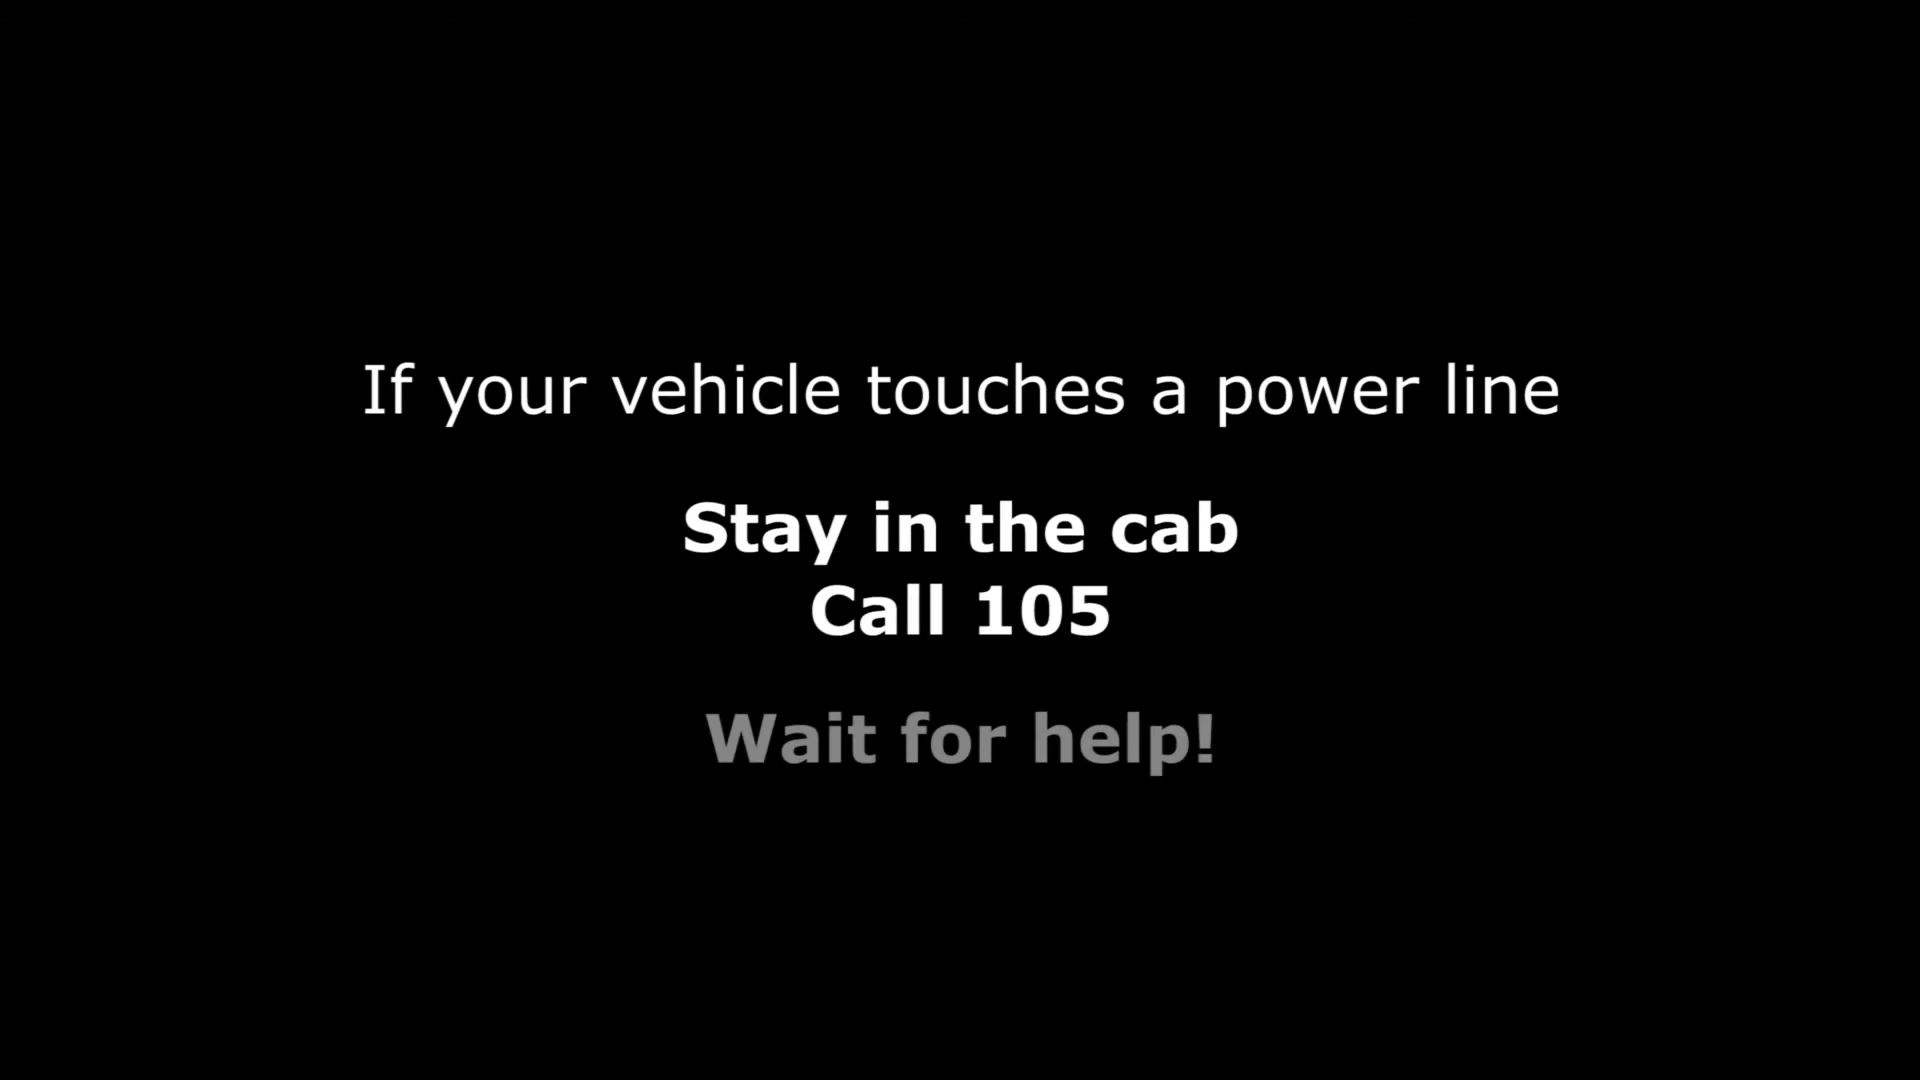 If your vehicle touches a power line
Stay in the cab
Call 105
Wait for help!